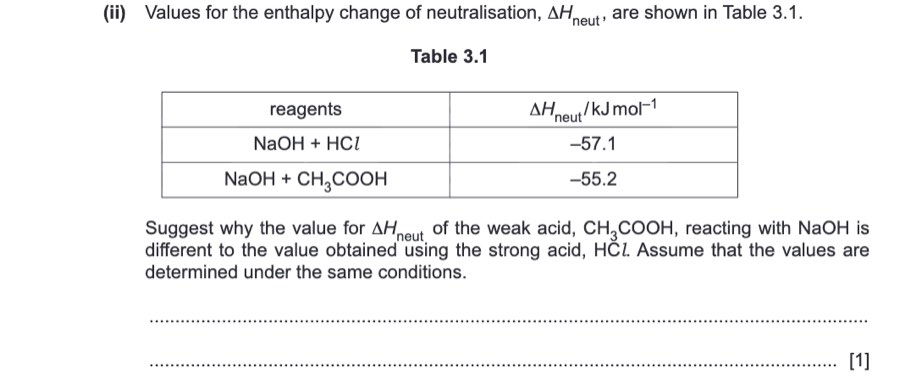 (ii) Values for the enthalpy change of neutralisation, ΔHneut, are shown in Table 3.1.
Table 3.1
reagents ΔHneut/kJ mol–1
NaOH + HCl –57.1
NaOH + CH3COOH –55.2
Suggest why the value for ΔHneut of the weak acid, CH3COOH, reacting with NaOH is
different to the value obtained using the strong acid, HCl. Assume that the values are
determined under the same conditions.
[1]